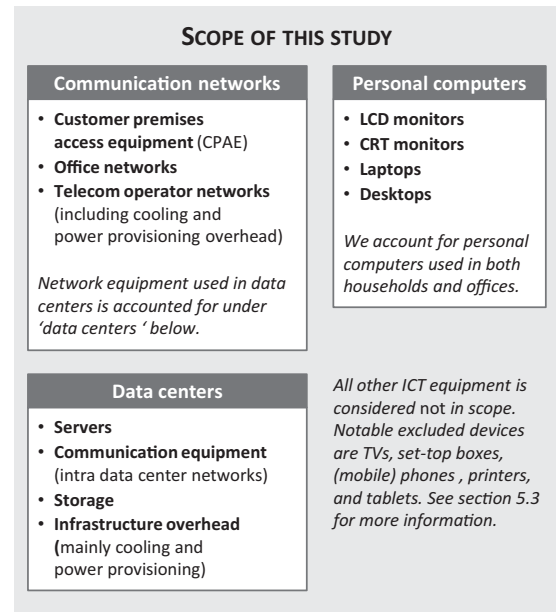 SCOPE OF THIS STUDY
Communication networks
• Customer premises
access equipment (CPAE)
• Office networks
• Telecom operator networks
(including cooling and
power provisioning overhead)
Network equipment used in data
centers is accounted for under
‘data centers ‘ below.
Personal computers
• LCD monitors
• CRT monitors
• Laptops
• Desktops
We account for personal
computers used in both
households and offices.
Data centers
• Servers
• Communication equipment
(intra data center networks)
• Storage
• Infrastructure overhead
(mainly cooling and
power provisioning)
All other ICT equipment is
considered not in scope.
Notable excluded devices
are TVs, set-top boxes,
(mobile) phones , printers,
and tablets. See section 5.3
for more information.